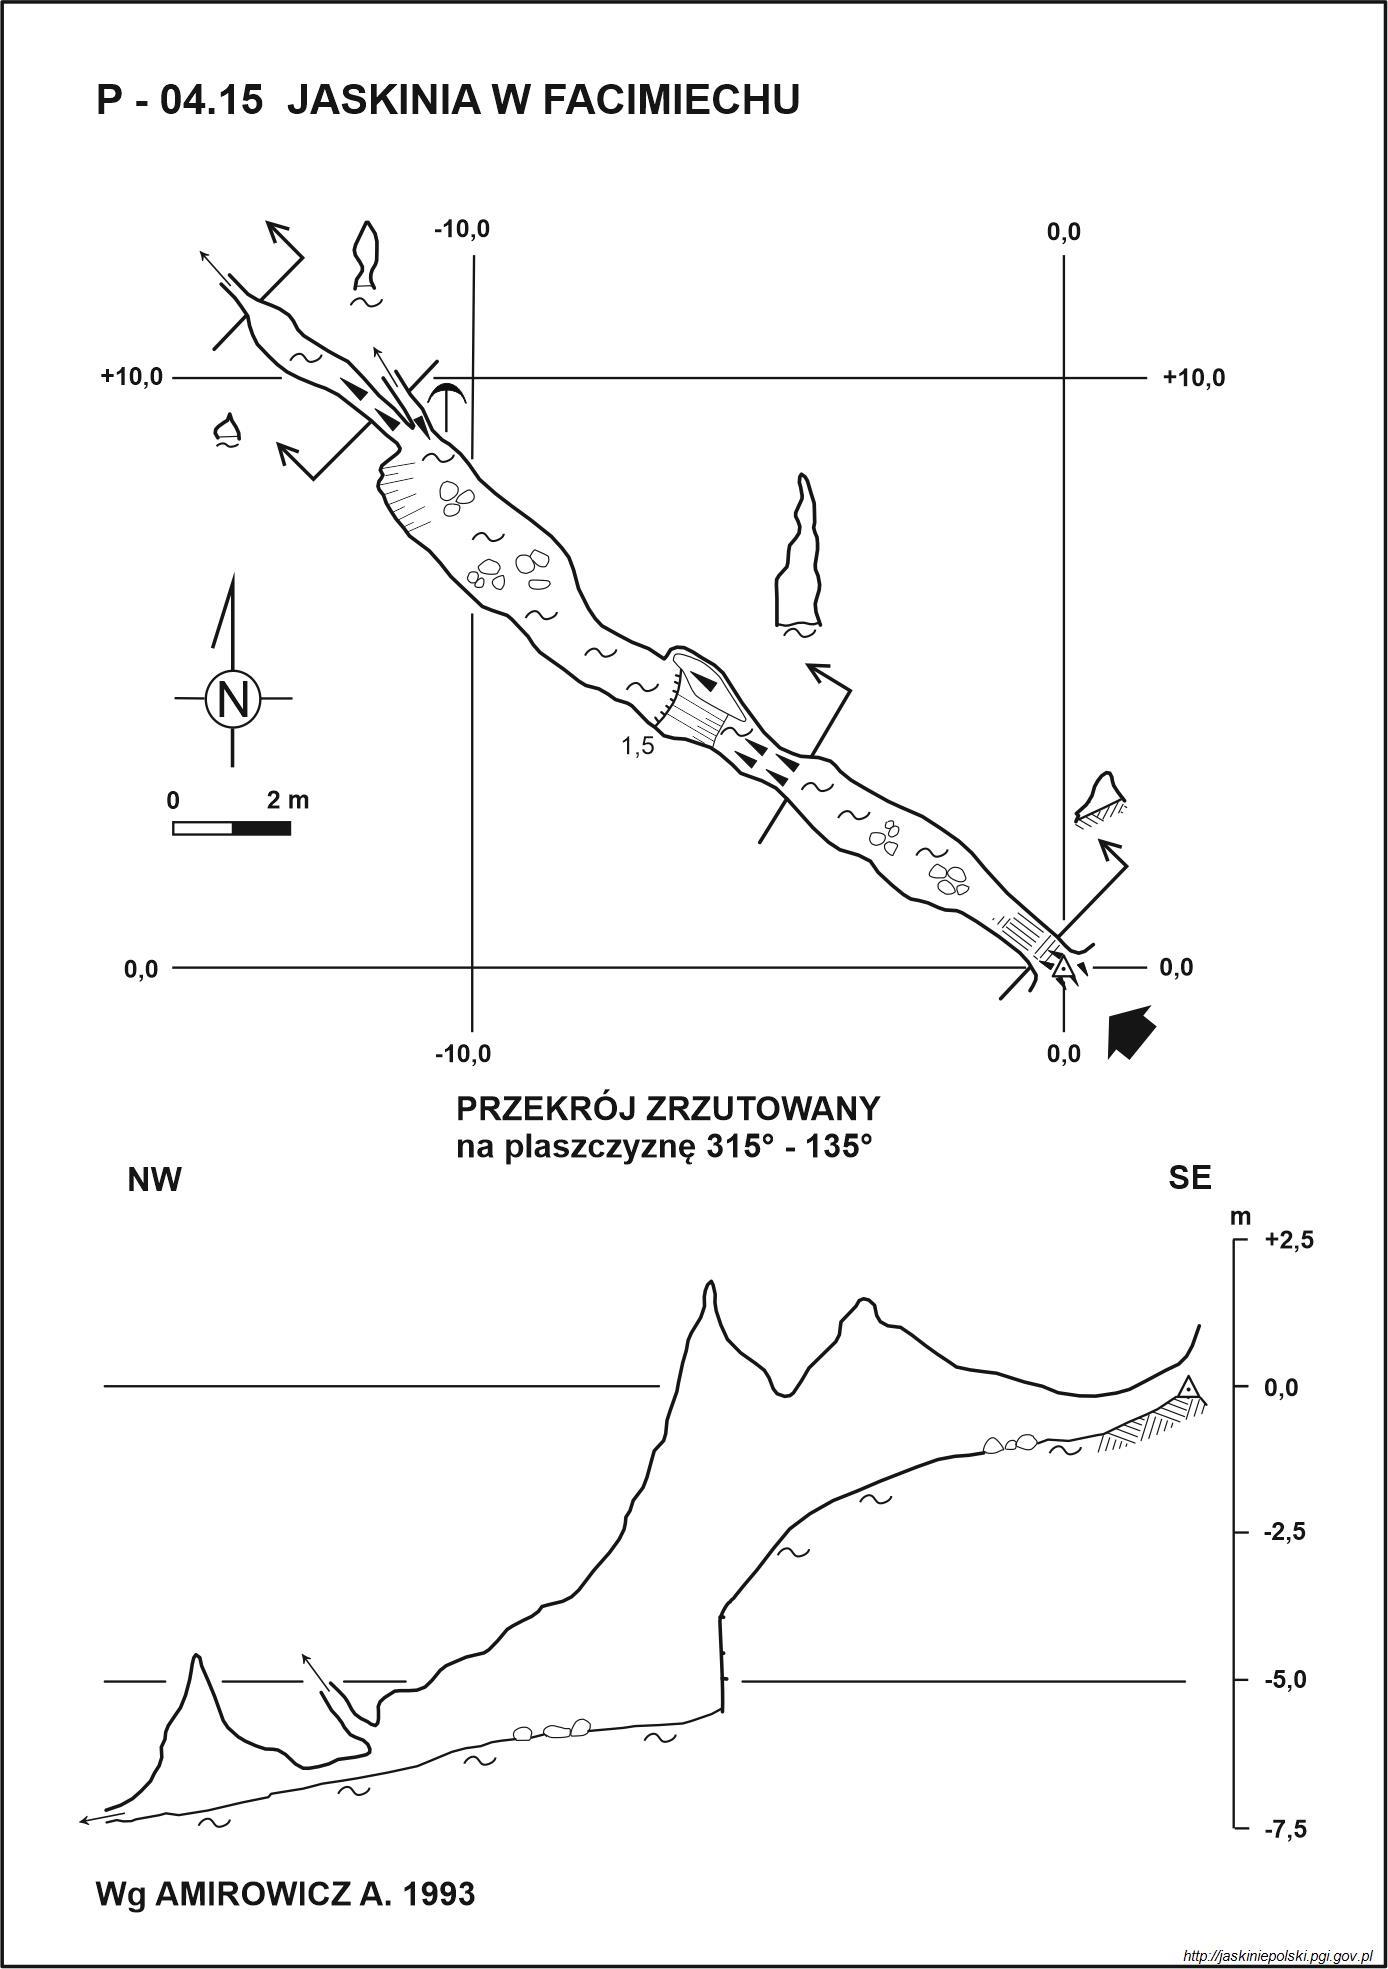 P - 04.15 JASKINIA W FACIMIECHU
-10,0
0,0
+10,0
+10,0
N
1,5
0
2 m
0,0
0,0
-10,0
0,0
PRZEKRÓJ ZRZUTOWANY
na plaszczyznę 315° - 135°
NW
SE
m
+2,5
0,0
-2,5
-5,0
-7,5
Wg AMIROWICZ A. 1993
http://jaskiniepolski.pgi.gov.pl